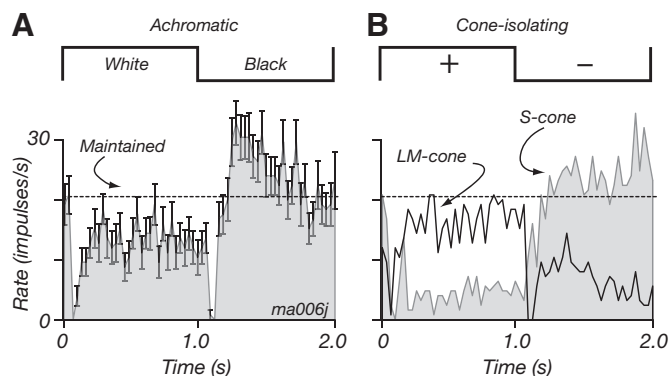 A
Achromatic
White
Black
30
Rate (impulses/s)
0
Maintained
ma006j
0
1.0
2.0
Time (s)
B
Cone-isolating
+
−
S-cone
LM-cone
0
1.0
2.0
Time (s)